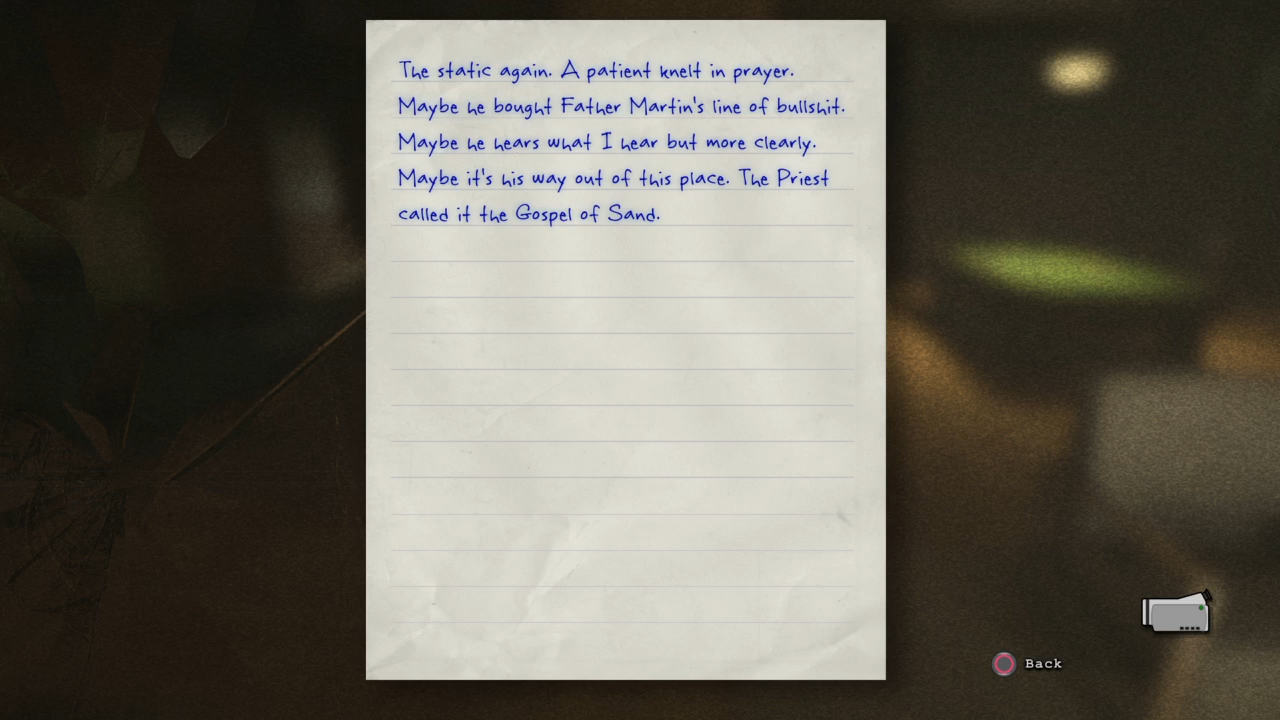 The static again. A patient knelt in prayer.
Maybe he bought Father Martin's line of bullshit.
Maybe he hears what I hear but more clearly.
Maybe it's his way out of this place. The Priest
called it the Gospel of Sand.
Back